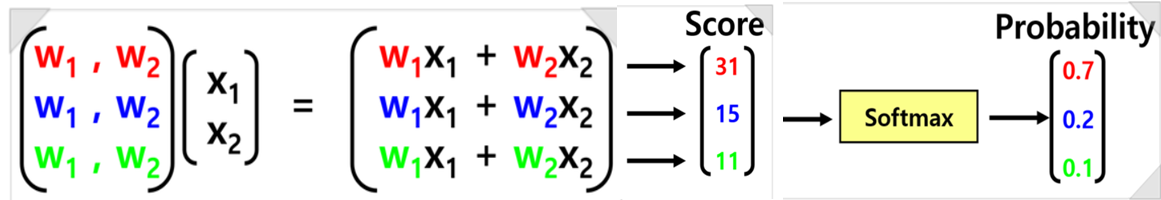 Score Probability
w₁ , w₂ x₁ = w₁x₁ + w₂x₂ 31 0.7
w₁ , w₂ x₂ w₁x₁ + w₂x₂ 15 Softmax 0.2
w₁ , w₂ w₁x₁ + w₂x₂ 11 0.1